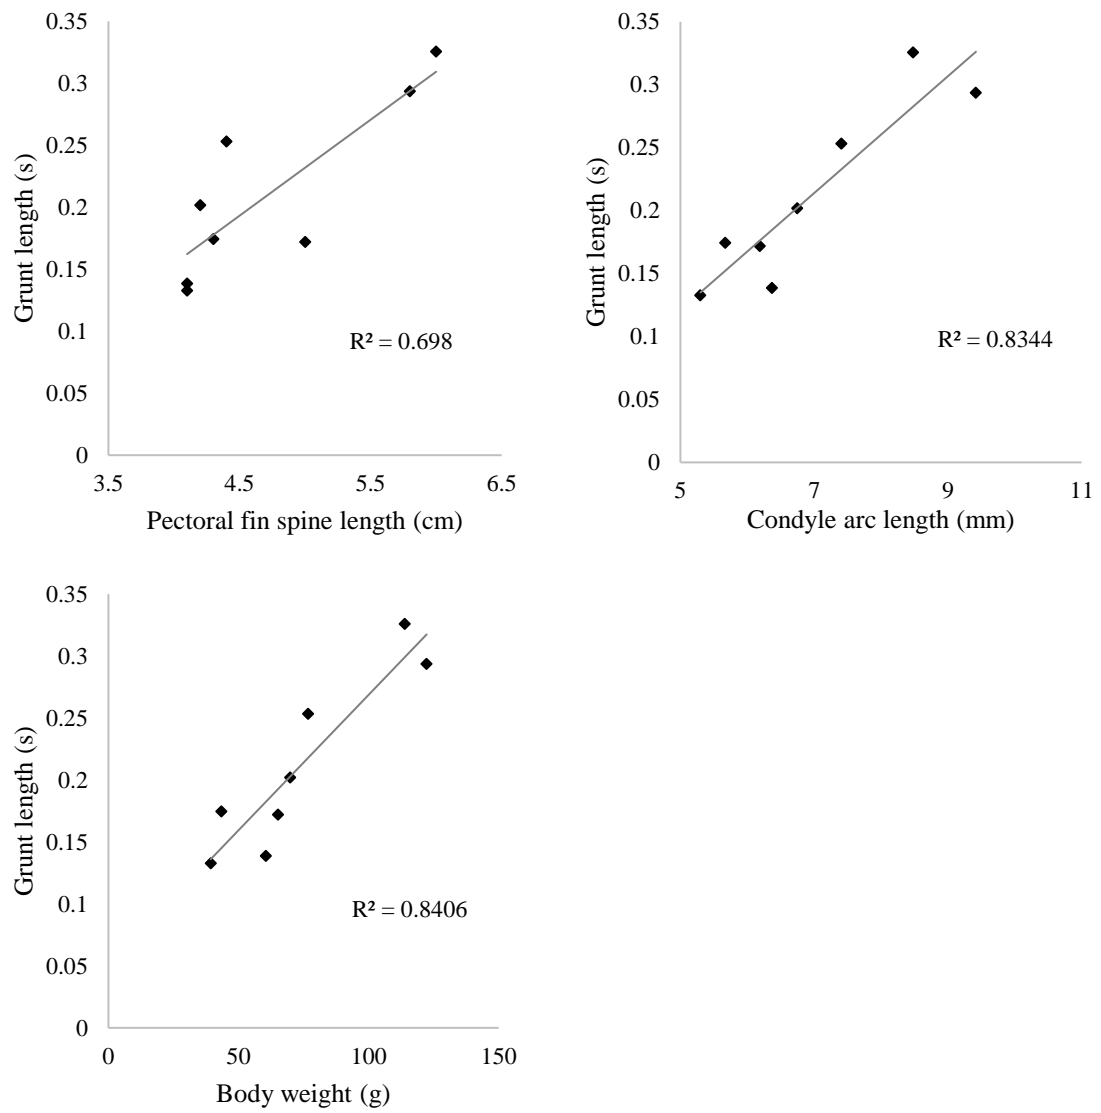 0.35
0.3
0.25
0.2
0.15
0.1
0.05
0
Grunt length (s)
R² = 0.698
3.5 4.5 5.5 6.5
Pectoral fin spine length (cm)
0.35
0.3
0.25
0.2
0.15
0.1
0.05
0
Grunt length (s)
R² = 0.8344
5 7 9 11
Condyle arc length (mm)
0.35
0.3
0.25
0.2
0.15
0.1
0.05
0
Grunt length (s)
R² = 0.8406
0 50 100 150
Body weight (g)